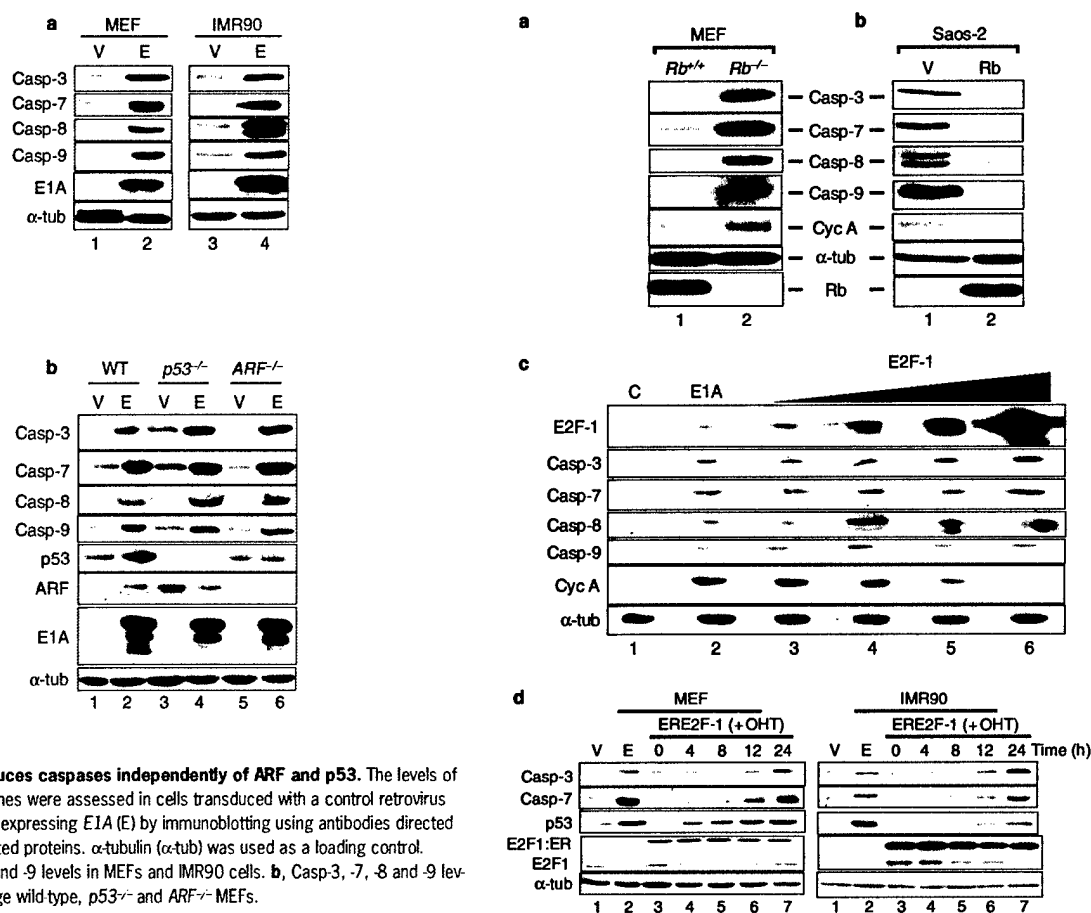 a
MEF IMR90
V E V E
Casp-3
Casp-7
Casp-8
Casp-9
E1A
α-tub
1 2 3 4
b
WT p53-/- ARF-/-
V E V E V E
Casp-3
Casp-7
Casp-8
Casp-9
p53
ARF
E1A
α-tub
1 2 3 4 5 6
uces caspases independently of ARF and p53. The levels of
nes were assessed in cells transduced with a control retrovirus
expressing E1A (E) by immunoblotting using antibodies directed
ted proteins. α-tubulin (α-tub) was used as a loading control.
and -9 levels in MEFs and IMR90 cells. b, Casp-3, -7, -8 and -9 lev-
ge wild-type, p53-/- and ARF-/- MEFs.
a b
MEF Saos-2
Rb+/+ Rb-/- V Rb
Casp-3
Casp-7
Casp-8
Casp-9
Cyc A
α-tub
Rb
1 2 1 2
c
E2F-1
C E1A
E2F-1
Casp-3
Casp-7
Casp-8
Casp-9
Cyc A
α-tub
1 2 3 4 5 6
d
MEF IMR90
ERE2F-1 (+OHT) ERE2F-1 (+OHT)
V E 0 4 8 12 24 V E 0 4 8 12 24 Time (h)
Casp-3
Casp-7
p53
E2F1:ER
E2F1
α-tub
1 2 3 4 5 6 7 1 2 3 4 5 6 7